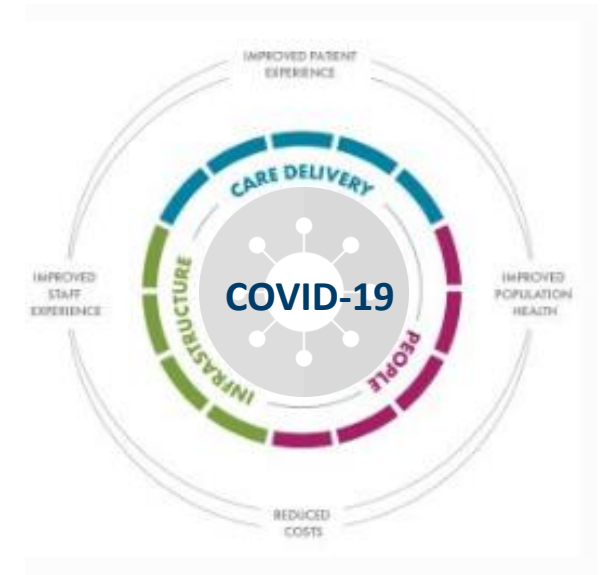 IMPROVED PATIENT
EXPERIENCE
CARE DELIVERY
IMPROVED
STAFF
EXPERIENCE
INFRASTRUCTURE
COVID-19
PEOPLE
IMPROVED
POPULATION
HEALTH
REDUCED
COSTS